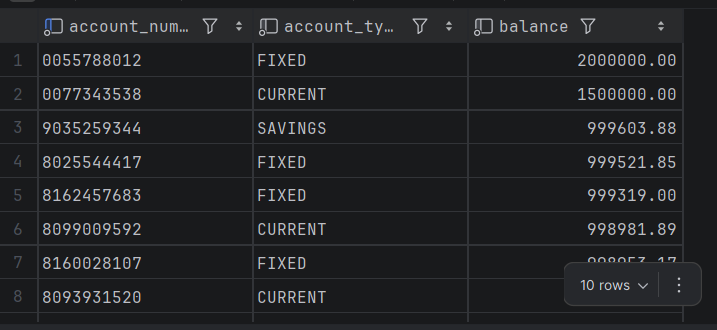 account_num… account_ty… balance
1 0055788012 FIXED 2000000.00
2 0077343538 CURRENT 1500000.00
3 9035259344 SAVINGS 999603.88
4 8025544417 FIXED 999521.85
5 8162457683 FIXED 999319.00
6 8099009592 CURRENT 998981.89
7 8160028107 FIXED
8 8093931520 CURRENT
10 rows